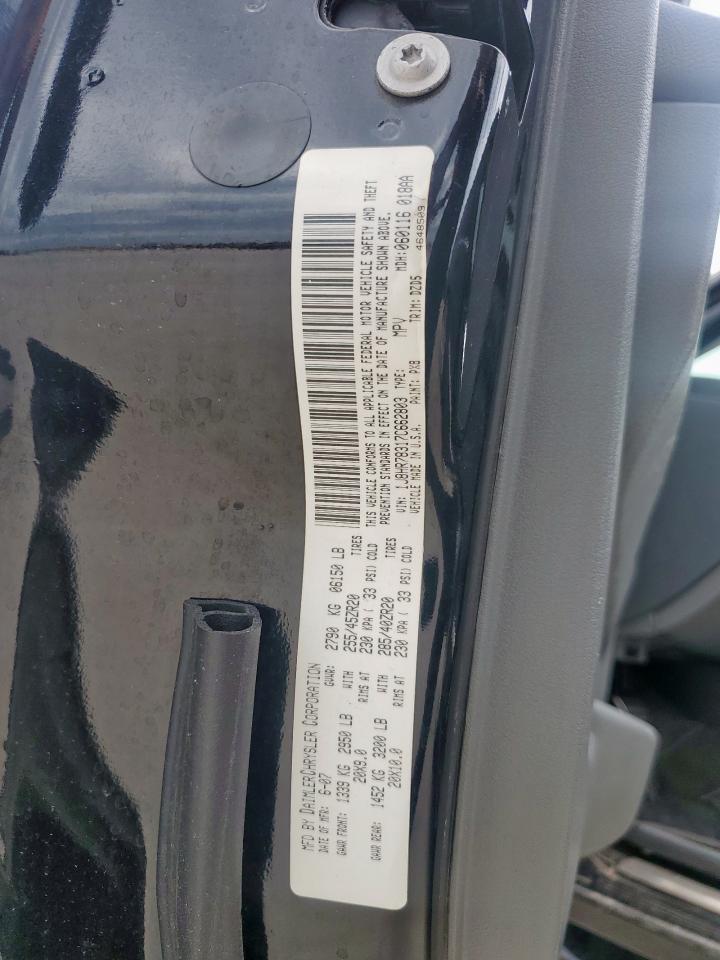 MFD BY DAIMLERCHRYSLER CORPORATION
DATE OF MFR: 6-07 GVWR: 2790 KG 06150 LB
GAWR FRONT: 1339 KG 2950 LB WITH 255/45ZR20 TIRES
20X9.0 RIMS AT 230 KPA ( 33 PSI) COLD
GAWR REAR: 1452 KG 3200 LB WITH 285/40ZR20 TIRES
20X10.0 RIMS AT 230 KPA ( 33 PSI) COLD
THIS VEHICLE CONFORMS TO ALL APPLICABLE FEDERAL MOTOR VEHICLE SAFETY AND THEFT
PREVENTION STANDARDS IN EFFECT ON THE DATE OF MANUFACTURE SHOWN ABOVE.
VIN: 1J8HR78317C662803 TYPE: MPV MDH:060116 018AA
VEHICLE MADE IN U.S.A. PAINT: PXB TRIM: DZD5 4648509